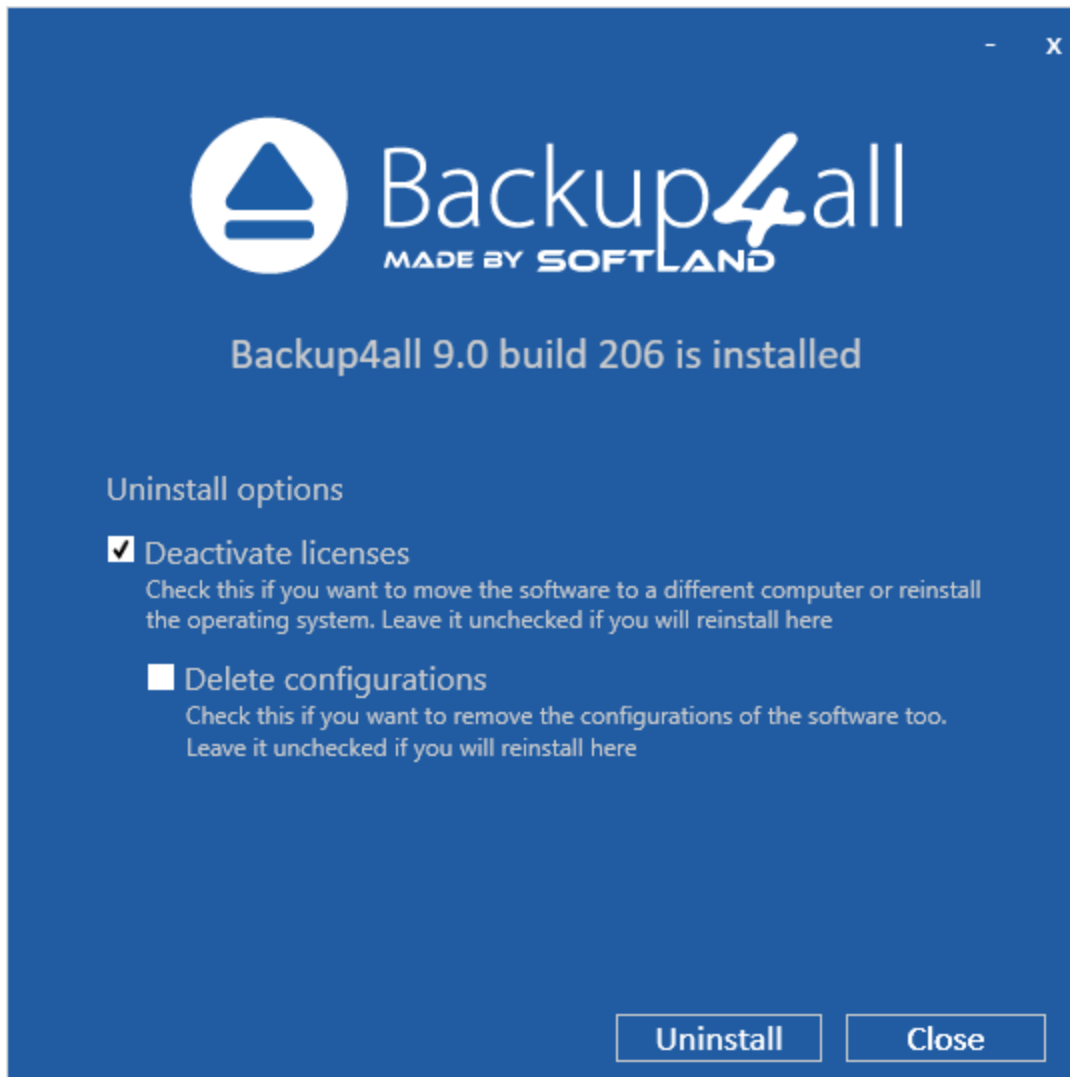 - x
Backup4all
MADE BY SOFTLAND
Backup4all 9.0 build 206 is installed
Uninstall options
Deactivate licenses
Check this if you want to move the software to a different computer or reinstall
the operating system. Leave it unchecked if you will reinstall here
Delete configurations
Check this if you want to remove the configurations of the software too.
Leave it unchecked if you will reinstall here
Uninstall Close